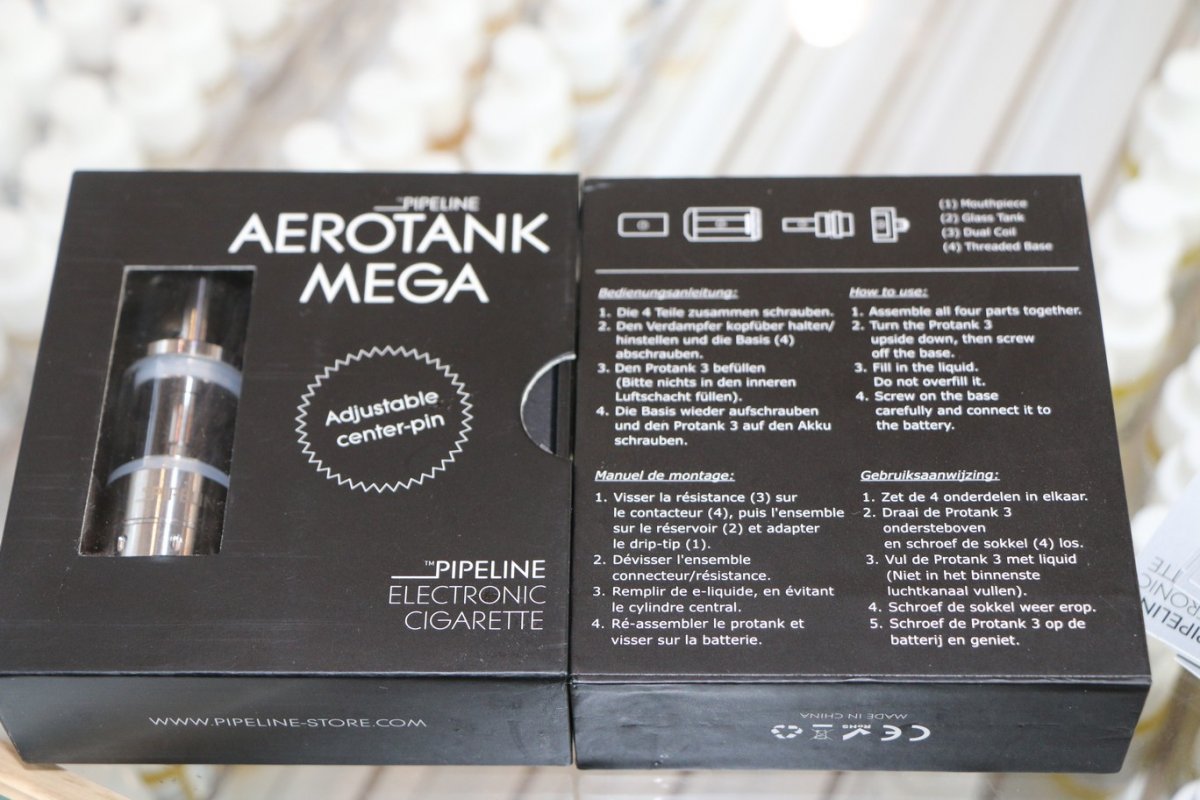 ™PIPELINE
AEROTANK
MEGA
Adjustable
center-pin
™PIPELINE
ELECTRONIC
CIGARETTE
WWW.PIPELINE-STORE.COM
(1) Mouthpiece
(2) Glass Tank
(3) Dual Coil
(4) Threaded Base
Bedienungsanleitung:
1. Die 4 Teile zusammen schrauben.
2. Den Verdampfer kopfüber halten/
hinstellen und die Basis (4)
abschrauben.
3. Den Protank 3 befüllen
(Bitte nichts in den inneren
Luftschacht füllen).
4. Die Basis wieder aufschrauben
und den Protank 3 auf den Akku
schrauben.
How to use:
1. Assemble all four parts together.
2. Turn the Protank 3
upside down, then screw
off the base.
3. Fill in the liquid.
Do not overfill it.
4. Screw on the base
carefully and connect it to
the battery.
Manuel de montage:
1. Visser la résistance (3) sur
le contacteur (4), puis l'ensemble
sur le réservoir (2) et adapter
le drip-tip (1).
2. Dévisser l'ensemble
connecteur/résistance.
3. Remplir de e-liquide, en évitant
le cylindre central.
4. Ré-assembler le protank et
visser sur la batterie.
Gebruiksaanwijzing:
1. Zet de 4 onderdelen in elkaar.
2. Draai de Protank 3
ondersteboven
en schroef de sokkel (4) los.
3. Vul de Protank 3 met liquid
(Niet in het binnenste
luchtkanaal vullen).
4. Schroef de sokkel weer erop.
5. Schroef de Protank 3 op de
batterij en geniet.
MADE IN CHINA
CE RoHS